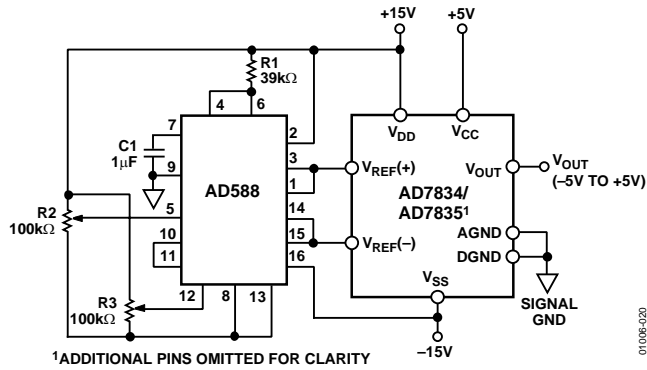 +15V
+5V
R1
39kΩ
4
6
7
2
C1
1μF
VDD
VCC
3
VREF(+)
VOUT
VOUT
(–5V TO +5V)
9
1
AD588
AD7834/
AD7835¹
5
14
R2
100kΩ
AGND
10
15
VREF(–)
DGND
11
16
VSS
12
8
13
SIGNAL
GND
R3
100kΩ
–15V
¹ADDITIONAL PINS OMITTED FOR CLARITY
01006-020